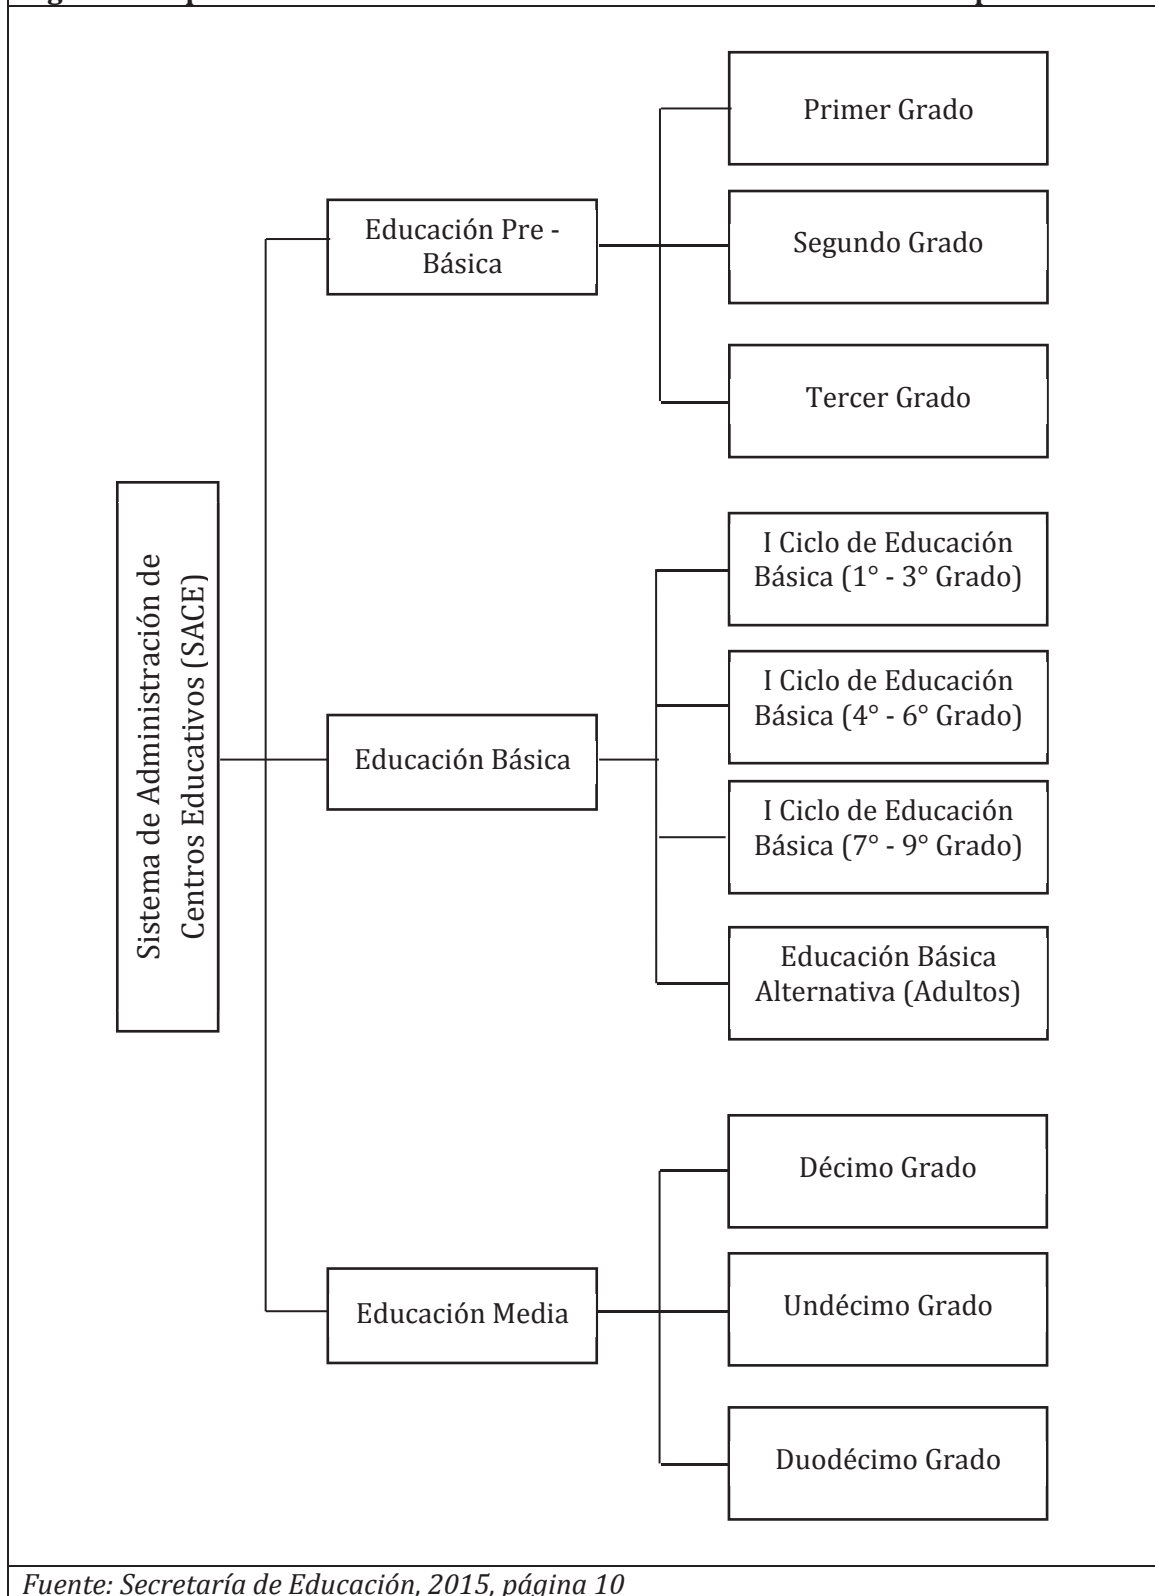 Primer Grado
Educación Pre -
Básica
Segundo Grado
Tercer Grado
Sistema de Administración de
Centros Educativos (SACE)
I Ciclo de Educación
Básica (1° - 3° Grado)
I Ciclo de Educación
Básica (4° - 6° Grado)
Educación Básica
I Ciclo de Educación
Básica (7° - 9° Grado)
Educación Básica
Alternativa (Adultos)
Décimo Grado
Educación Media
Undécimo Grado
Duodécimo Grado
Fuente: Secretaría de Educación, 2015, página 10